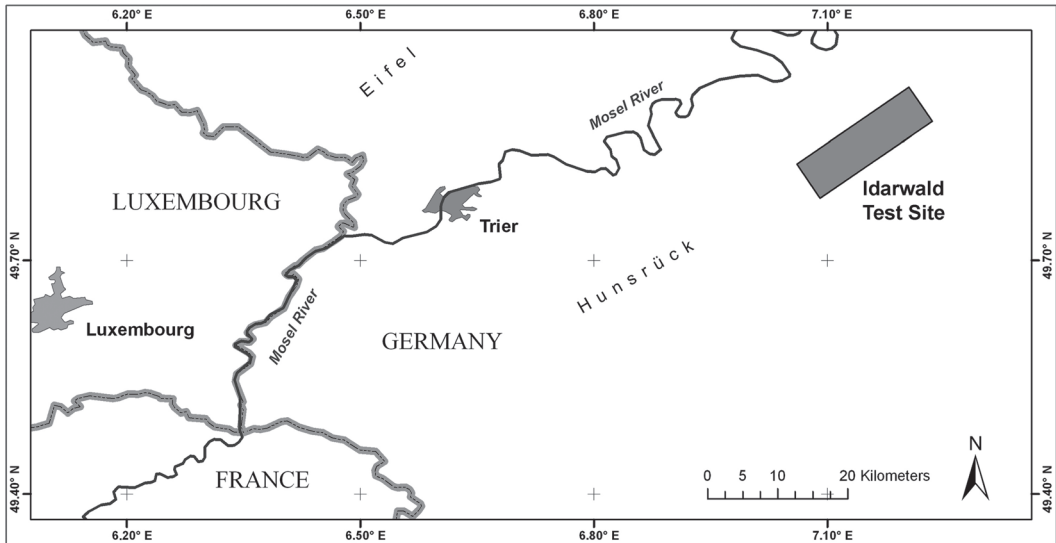 6.20° E 6.50° E 6.80° E 7.10° E
Eifel
Mosel River
LUXEMBOURG
Idarwald
Test Site
Trier
49.70° N 49.70° N
Hunsrück
Luxembourg
Mosel River
GERMANY
N
FRANCE
0 5 10 20 Kilometers
49.40° N 49.40° N
6.20° E 6.50° E 6.80° E 7.10° E